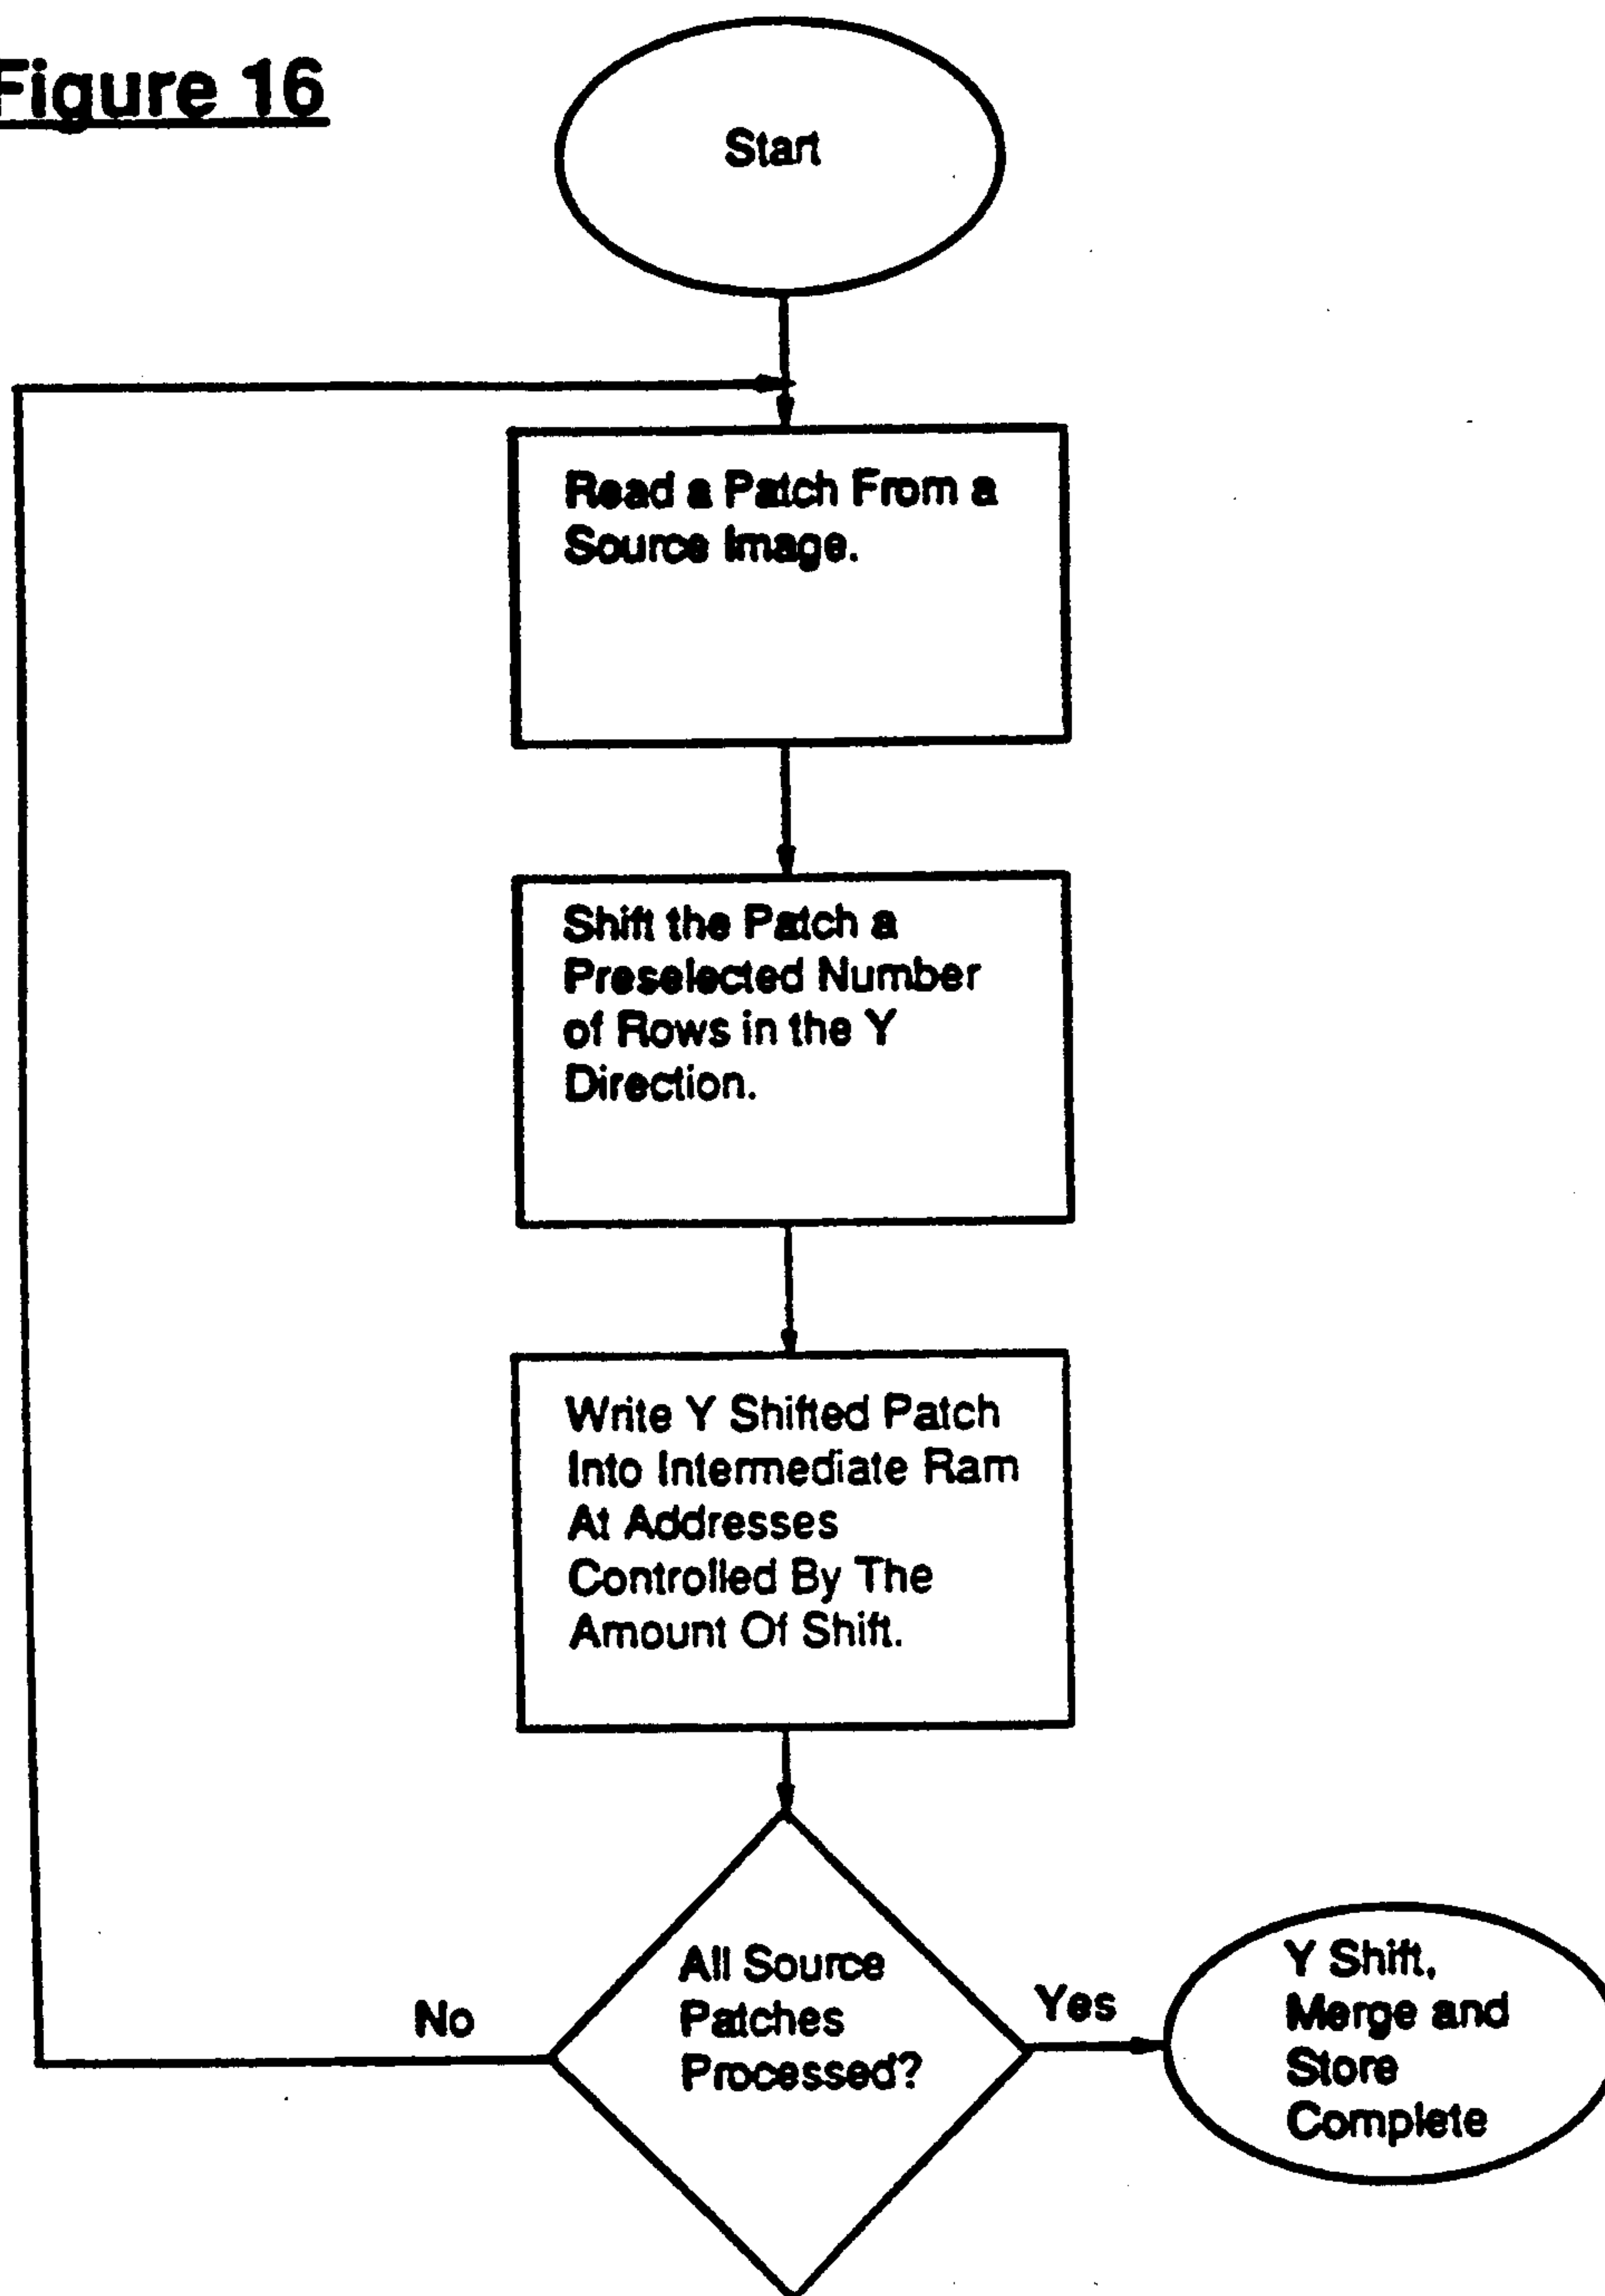 Figure 16
Start
Read a Patch From a
Source Image.
Shift the Patch a
Preselected Number
of Rows in the Y
Direction.
Write Y Shifted Patch
Into Intermediate Ram
At Addresses
Controlled By The
Amount Of Shift.
All Source
Patches
Processed?
No
Yes
Y Shift,
Merge and
Store
Complete